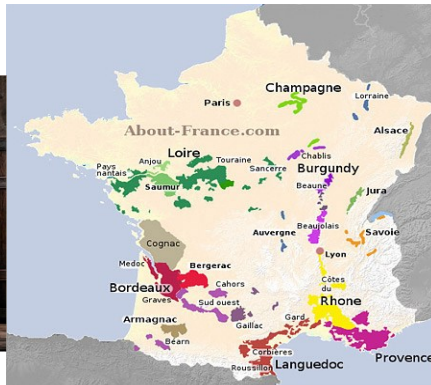 Champagne
Lorraine
Paris
Alsace
About-France.com
Loire
Anjou
Touraine
Pays
nantais
Saumur
Sancerre
Chablis
Burgundy
Beaune
Jura
Beaujolais
Auvergne
Savoie
Cognac
Lyon
Medoc
Bergerac
Bordeaux
Cahors
Côtes
du
Rhone
Graves
Sud ouest
Armagnac
Gaillac
Gard
Béarn
Corbières
Provence
Roussillon
Languedoc